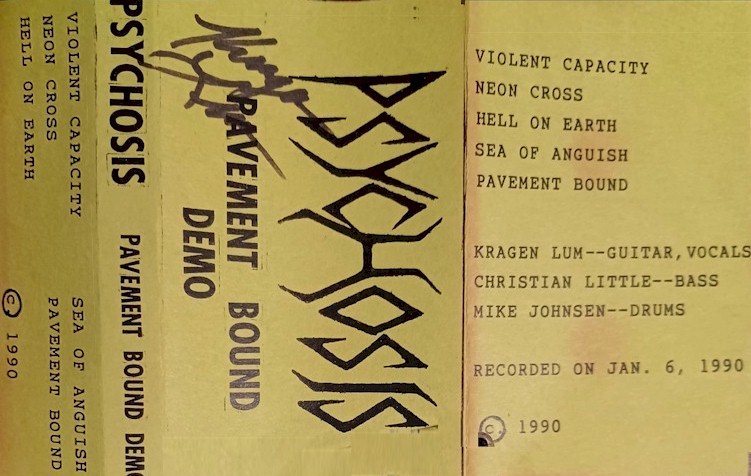 VIOLENT CAPACITY
NEON CROSS
HELL ON EARTH
SEA OF ANGUISH
PAVEMENT BOUND
© 1990
PSYCHOSIS PAVEMENT BOUND DEMO
PSYCHOSIS
PAVEMENT BOUND
DEMO
VIOLENT CAPACITY
NEON CROSS
HELL ON EARTH
SEA OF ANGUISH
PAVEMENT BOUND
KRAGEN LUM--GUITAR,VOCALS
CHRISTIAN LITTLE--BASS
MIKE JOHNSEN--DRUMS
RECORDED ON JAN. 6, 1990
© 1990